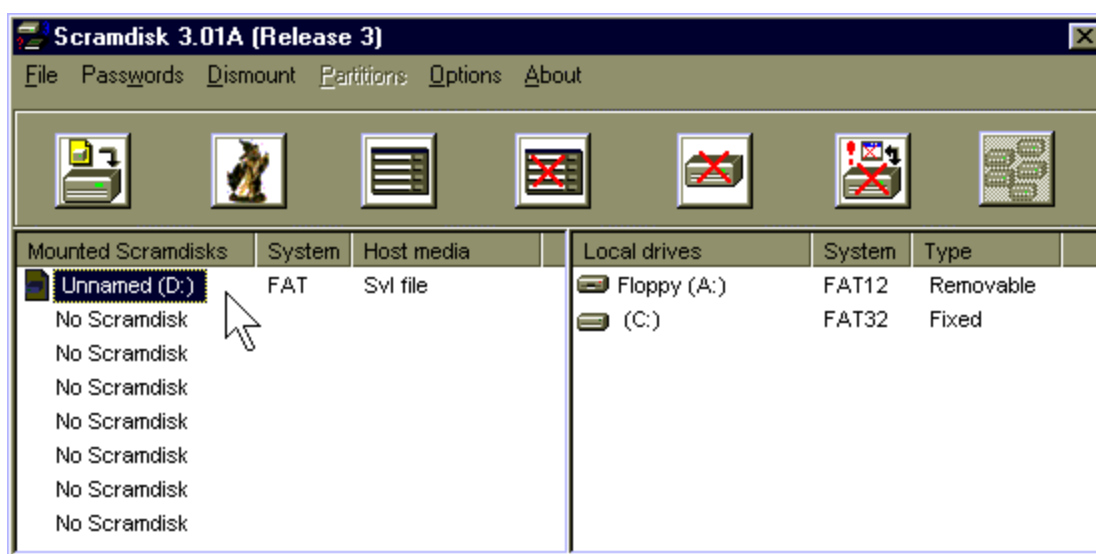 Scramdisk 3.01A (Release 3)
File Passwords Dismount Partitions Options About
Mounted Scramdisks System Host media
Unnamed (D:) FAT Svl file
No Scramdisk
No Scramdisk
No Scramdisk
No Scramdisk
No Scramdisk
No Scramdisk
No Scramdisk
Local drives System Type
Floppy (A:) FAT12 Removable
(C:) FAT32 Fixed